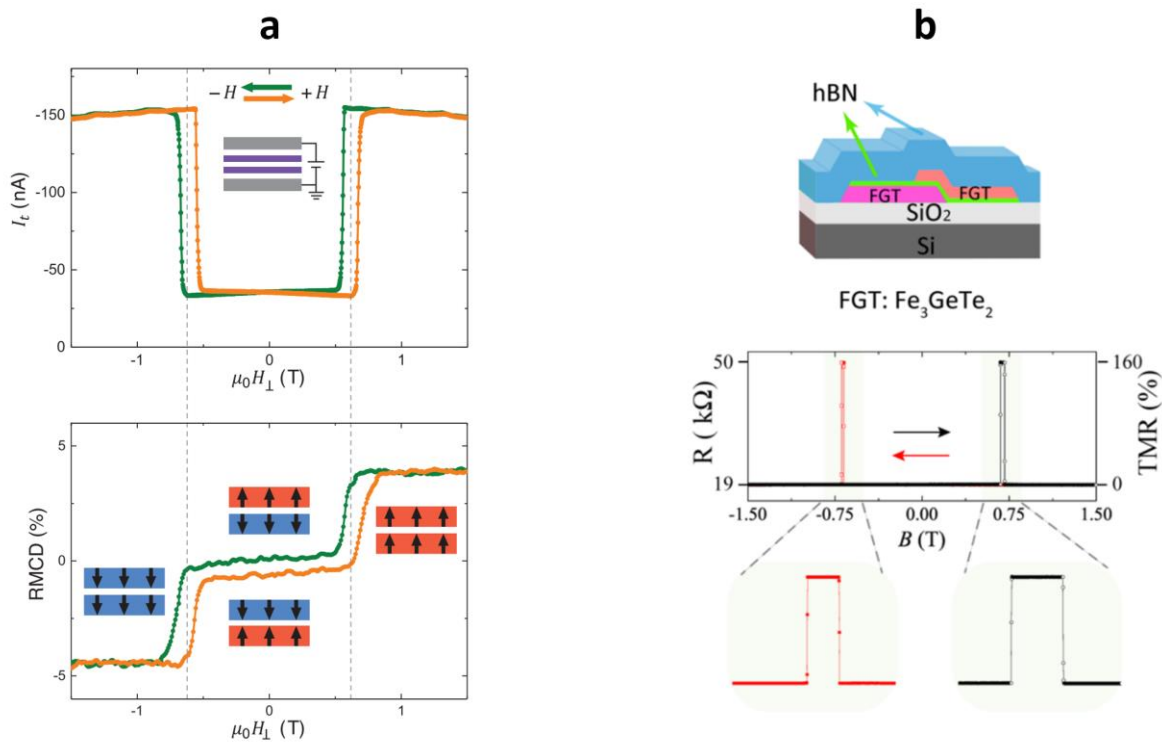 a
-150
-100
-50
0
I_t (nA)
−H +H
-1 0 1
μ₀H⊥ (T)
5
0
-5
RMCD (%)
-1 0 1
μ₀H⊥ (T)
b
hBN
FGT FGT
SiO₂
Si
FGT: Fe₃GeTe₂
50 160
R ( kΩ) TMR (%)
19 0
-1.50 -0.75 0.00 0.75 1.50
B (T)